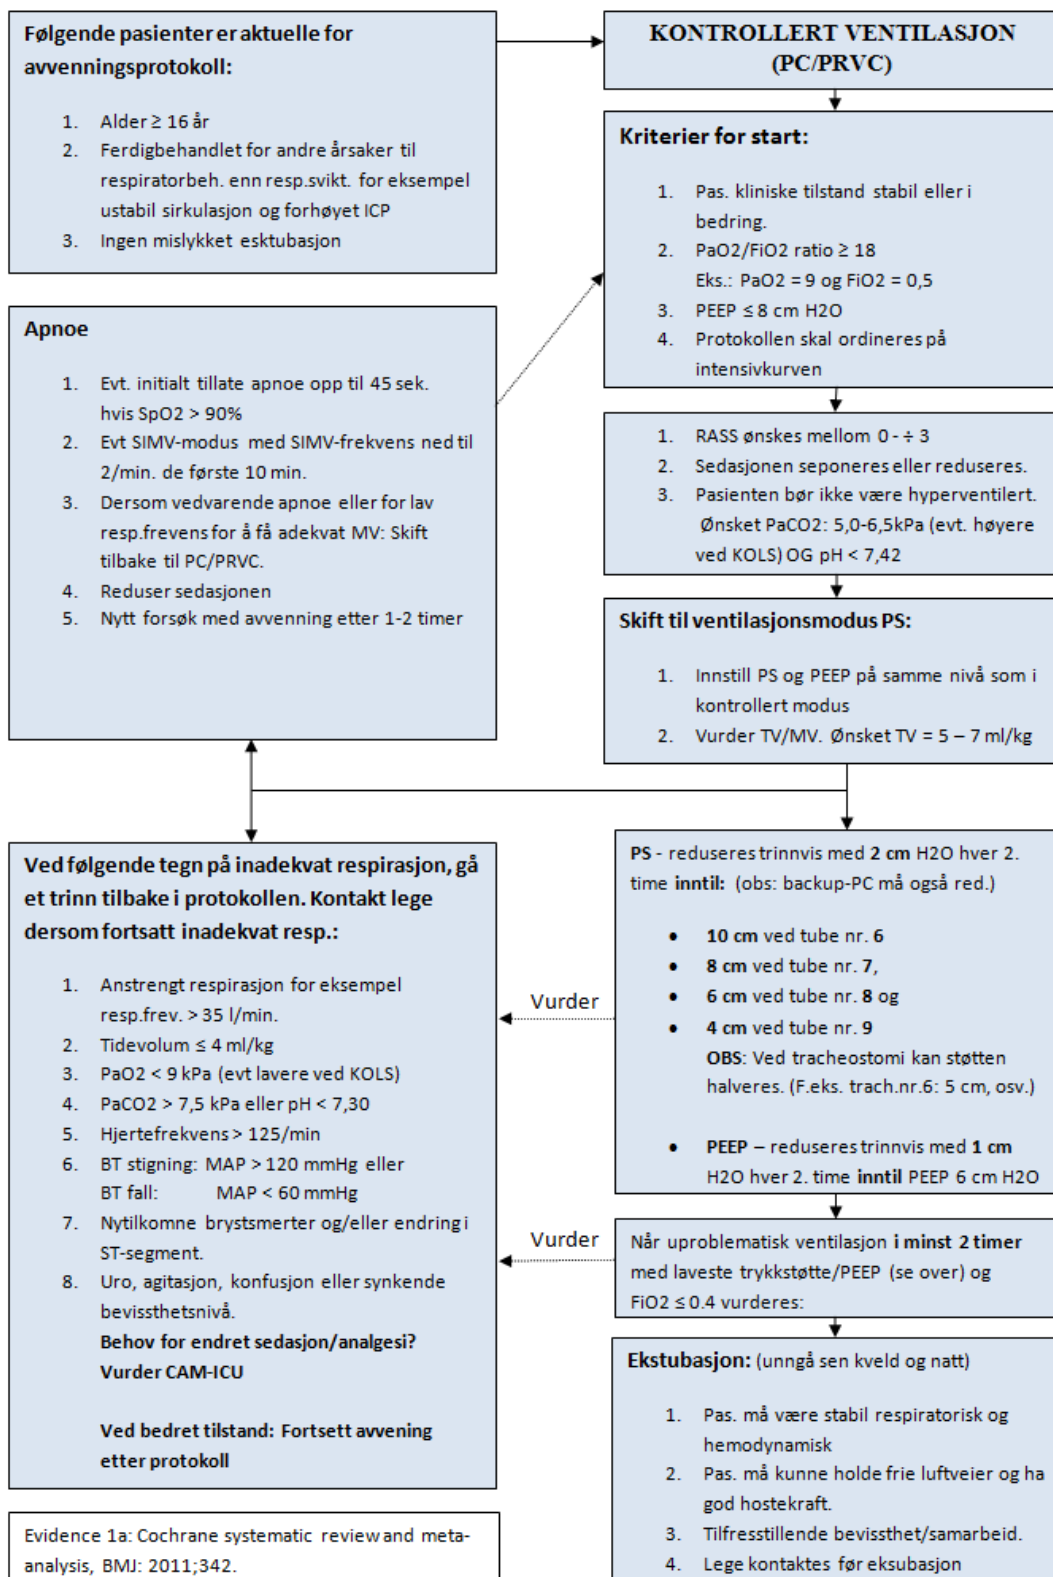 Følgende pasienter er aktuelle for
avvenningsprotokoll:
1. Alder ≥ 16 år
2. Ferdigbehandlet for andre årsaker til
respiratorbeh. enn resp.svikt. for eksempel
ustabil sirkulasjon og forhøyet ICP
3. Ingen mislykket esktubasjon
KONTROLLERT VENTILASJON
(PC/PRVC)
Kriterier for start:
1. Pas. kliniske tilstand stabil eller i
bedring.
2. PaO2/FiO2 ratio ≥ 18
Eks.: PaO2 = 9 og FiO2 = 0,5
3. PEEP ≤ 8 cm H2O
4. Protokollen skal ordineres på
intensivkurven
Apnoe
1. Evt. initialt tillate apnoe opp til 45 sek.
hvis SpO2 > 90%
2. Evt SIMV-modus med SIMV-frekvens ned til
2/min. de første 10 min.
3. Dersom vedvarende apnoe eller for lav
resp.frevens for å få adekvat MV: Skift
tilbake til PC/PRVC.
4. Reduser sedasjonen
5. Nytt forsøk med avvenning etter 1-2 timer
1. RASS ønskes mellom 0 - ÷ 3
2. Sedasjonen seponeres eller reduseres.
3. Pasienten bør ikke være hyperventilert.
Ønsket PaCO2: 5,0-6,5kPa (evt. høyere
ved KOLS) OG pH < 7,42
Skift til ventilasjonsmodus PS:
1. Innstill PS og PEEP på samme nivå som i
kontrollert modus
2. Vurder TV/MV. Ønsket TV = 5 – 7 ml/kg
Ved følgende tegn på inadekvat respirasjon, gå
et trinn tilbake i protokollen. Kontakt lege
dersom fortsatt inadekvat resp.:
1. Anstrengt respirasjon for eksempel
resp.frev. > 35 l/min.
2. Tidevolum ≤ 4 ml/kg
3. PaO2 < 9 kPa (evt lavere ved KOLS)
4. PaCO2 > 7,5 kPa eller pH < 7,30
5. Hjertefrekvens > 125/min
6. BT stigning: MAP > 120 mmHg eller
BT fall: MAP < 60 mmHg
7. Nytilkomne brystsmerter og/eller endring i
ST-segment.
8. Uro, agitasjon, konfusjon eller synkende
bevissthetsnivå.
Behov for endret sedasjon/analgesi?
Vurder CAM-ICU
Ved bedret tilstand: Fortsett avvening
etter protokoll
Vurder
Vurder
PS - reduseres trinnvis med 2 cm H2O hver 2.
time inntil: (obs: backup-PC må også red.)
• 10 cm ved tube nr. 6
• 8 cm ved tube nr. 7,
• 6 cm ved tube nr. 8 og
• 4 cm ved tube nr. 9
OBS: Ved tracheostomi kan støtten
halveres. (F.eks. trach.nr.6: 5 cm, osv.)
• PEEP – reduseres trinnvis med 1 cm
H2O hver 2. time inntil PEEP 6 cm H2O
Når uproblematisk ventilasjon i minst 2 timer
med laveste trykkstøtte/PEEP (se over) og
FiO2 ≤ 0.4 vurderes:
Ekstubasjon: (unngå sen kveld og natt)
1. Pas. må være stabil respiratorisk og
hemodynamisk
2. Pas. må kunne holde frie luftveier og ha
god hostekraft.
3. Tilfresstillende bevissthet/samarbeid.
4. Lege kontaktes før eksubasjon
Evidence 1a: Cochrane systematic review and meta-
analysis, BMJ: 2011;342.